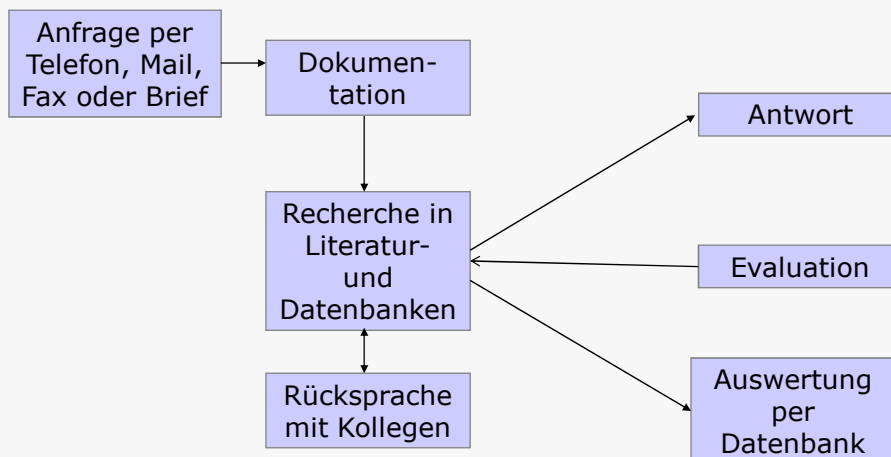 Anfrage per
Telefon, Mail,
Fax oder Brief
Dokumen-
tation
Antwort
Recherche in
Literatur-
und
Datenbanken
Evaluation
Rücksprache
mit Kollegen
Auswertung
per
Datenbank